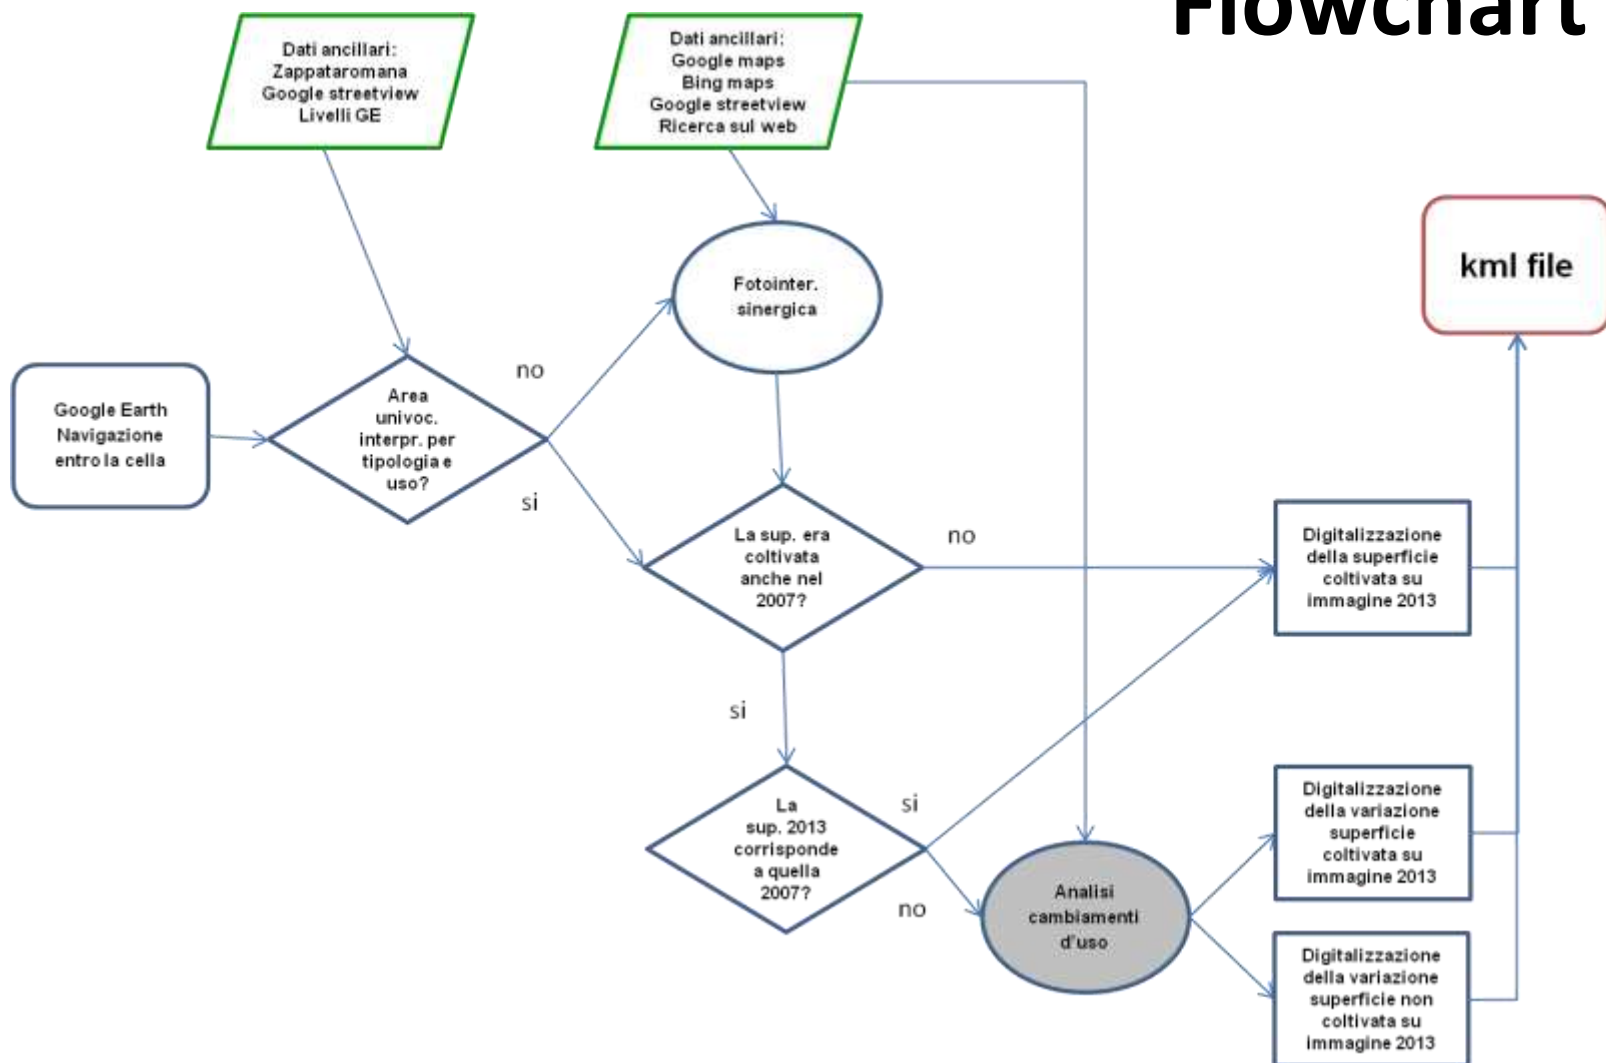 Flowchart
Dati ancillari:
Zappataromana
Google streetview
Livelli GE
Dati ancillari:
Google maps
Bing maps
Google streetview
Ricerca sul web
Fotointer.
sinergica
kml file
Google Earth
Navigazione
entro la cella
Area
univoc.
interpr. per
tipologia e
uso?
no
si
La sup. era
coltivata
anche nel
2007?
no
si
Digitalizzazione
della superficie
coltivata su
immagine 2013
La
sup. 2013
corrisponde
a quella
2007?
si
no
Analisi
cambiamenti
d'uso
Digitalizzazione
della variazione
superficie
coltivata su
immagine 2013
Digitalizzazione
della variazione
superficie non
coltivata su
immagine 2013